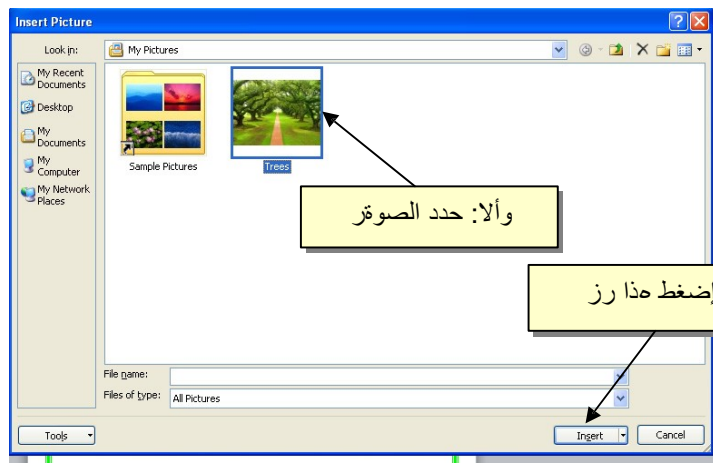 Insert Picture
Look in:
My Pictures
My Recent
Documents
Desktop
My
Documents
My
Computer
My Network
Places
Sample Pictures
Trees
وألا: حدد الصوةر
إضغط هذا رز
File name:
Files of type:
All Pictures
Tools
Insert
Cancel